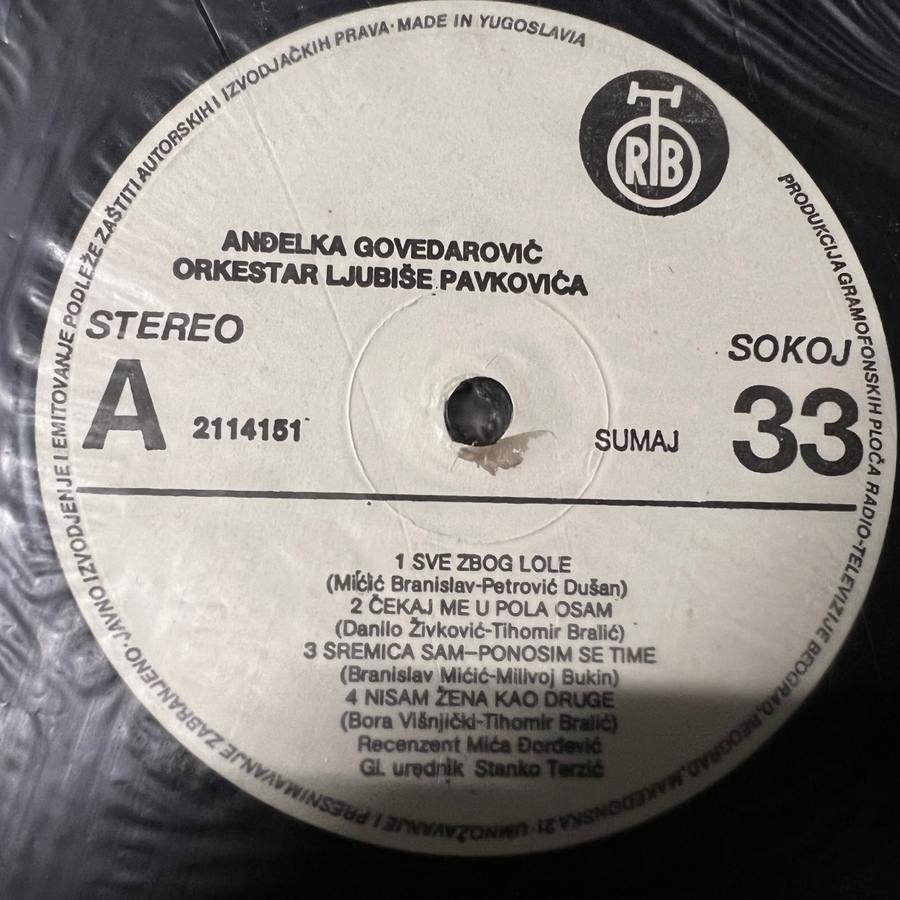 PRODUKCIJA GRAMOFONSKIH PLOČA RADIO-TELEVIZIJE BEOGRAD, BEOGRAD, MAKEDONSKA 21 · UMNOŽAVANJE I PRESNIMAVANJE ZABRANJENO · JAVNO IZVODJENJE I EMITOVANJE PODLEŽE ZAŠTITI AUTORSKIH I IZVODJAČKIH PRAVA · MADE IN YUGOSLAVIA
RTB
ANĐELKA GOVEDAROVIĆ
ORKESTAR LJUBIŠE PAVKOVIĆA
STEREO
SOKOJ
A
2114151
SUMAJ
33
1 SVE ZBOG LOLE
(Mićić Branislav-Petrović Dušan)
2 ČEKAJ ME U POLA OSAM
(Danilo Živković-Tihomir Bralić)
3 SREMICA SAM—PONOSIM SE TIME
(Branislav Mićić-Milivoj Bukin)
4 NISAM ŽENA KAO DRUGE
(Bora Višnjički-Tihomir Bralić)
Recenzent Mića Đorđević
Gl. urednik Stanko Terzić